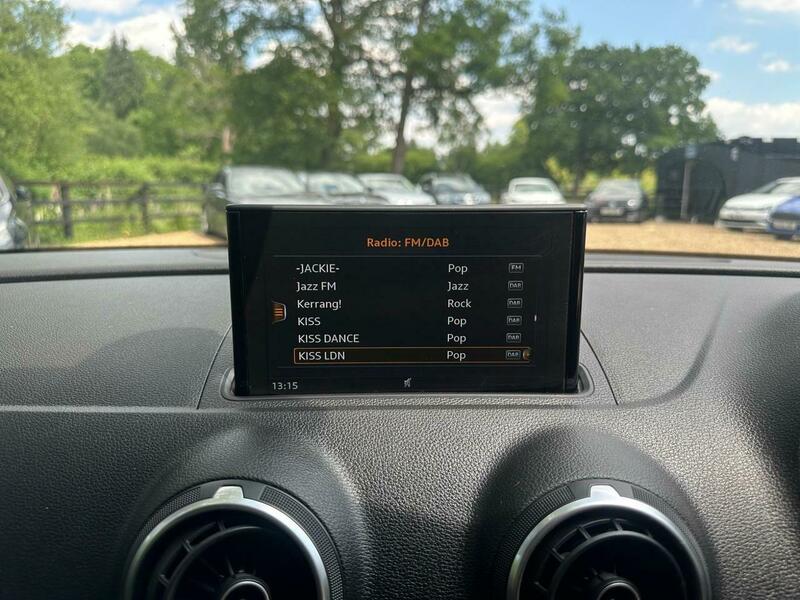 Radio: FM/DAB
-JACKIE- Pop FM
Jazz FM Jazz DAB
Kerrang! Rock DAB
KISS Pop DAB
KISS DANCE Pop DAB
KISS LDN Pop DAB
13:15